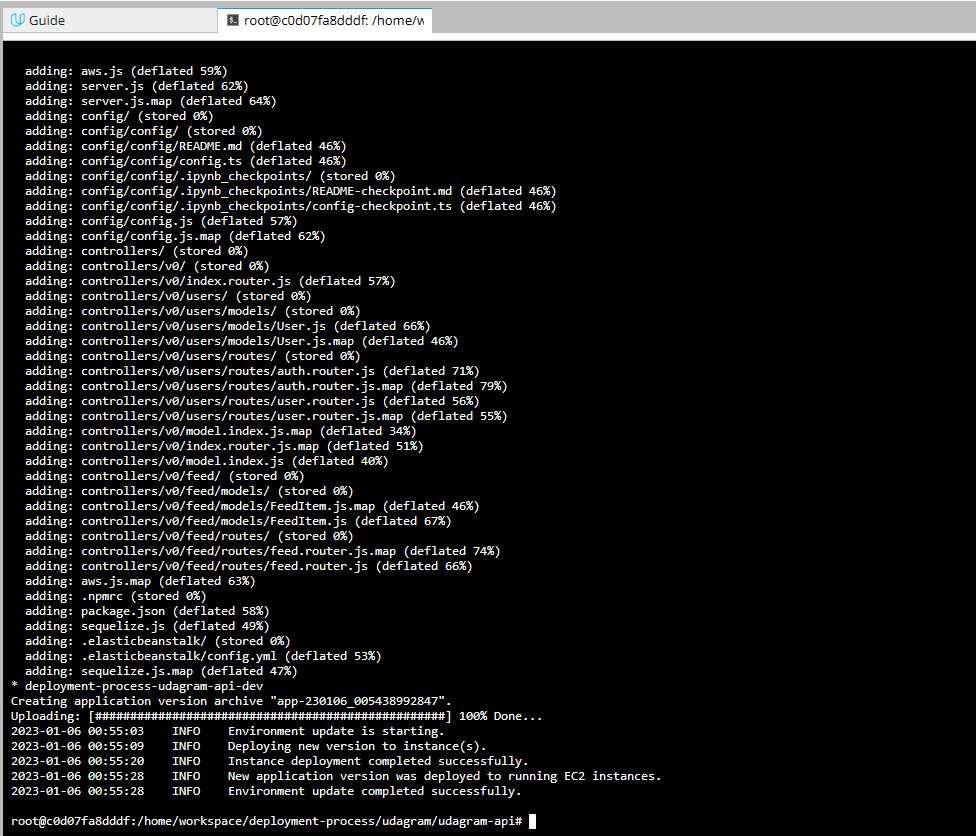 Guide
root@c0d07fa8dddf: /home/w
adding: aws.js (deflated 59%)
adding: server.js (deflated 62%)
adding: server.js.map (deflated 64%)
adding: config/ (stored 0%)
adding: config/config/ (stored 0%)
adding: config/config/README.md (deflated 46%)
adding: config/config/config.ts (deflated 46%)
adding: config/config/.ipynb_checkpoints/ (stored 0%)
adding: config/config/.ipynb_checkpoints/README-checkpoint.md (deflated 46%)
adding: config/config/.ipynb_checkpoints/config-checkpoint.ts (deflated 46%)
adding: config/config.js (deflated 57%)
adding: config/config.js.map (deflated 62%)
adding: controllers/ (stored 0%)
adding: controllers/v0/ (stored 0%)
adding: controllers/v0/index.router.js (deflated 57%)
adding: controllers/v0/users/ (stored 0%)
adding: controllers/v0/users/models/ (stored 0%)
adding: controllers/v0/users/models/User.js (deflated 66%)
adding: controllers/v0/users/models/User.js.map (deflated 46%)
adding: controllers/v0/users/routes/ (stored 0%)
adding: controllers/v0/users/routes/auth.router.js (deflated 71%)
adding: controllers/v0/users/routes/auth.router.js.map (deflated 79%)
adding: controllers/v0/users/routes/user.router.js (deflated 56%)
adding: controllers/v0/users/routes/user.router.js.map (deflated 55%)
adding: controllers/v0/model.index.js.map (deflated 34%)
adding: controllers/v0/index.router.js.map (deflated 51%)
adding: controllers/v0/model.index.js (deflated 40%)
adding: controllers/v0/feed/ (stored 0%)
adding: controllers/v0/feed/models/ (stored 0%)
adding: controllers/v0/feed/models/FeedItem.js.map (deflated 46%)
adding: controllers/v0/feed/models/FeedItem.js (deflated 67%)
adding: controllers/v0/feed/routes/ (stored 0%)
adding: controllers/v0/feed/routes/feed.router.js.map (deflated 74%)
adding: controllers/v0/feed/routes/feed.router.js (deflated 66%)
adding: aws.js.map (deflated 63%)
adding: .npmrc (stored 0%)
adding: package.json (deflated 58%)
adding: sequelize.js (deflated 49%)
adding: .elasticbeanstalk/ (stored 0%)
adding: .elasticbeanstalk/config.yml (deflated 53%)
adding: sequelize.js.map (deflated 47%)
* deployment-process-udagram-api-dev
Creating application version archive "app-230106_005438992847".
Uploading: [##################################################] 100% Done...
2023-01-06 00:55:03    INFO    Environment update is starting.
2023-01-06 00:55:09    INFO    Deploying new version to instance(s).
2023-01-06 00:55:20    INFO    Instance deployment completed successfully.
2023-01-06 00:55:28    INFO    New application version was deployed to running EC2 instances.
2023-01-06 00:55:28    INFO    Environment update completed successfully.
root@c0d07fa8dddf:/home/workspace/deployment-process/udagram/udagram-api#